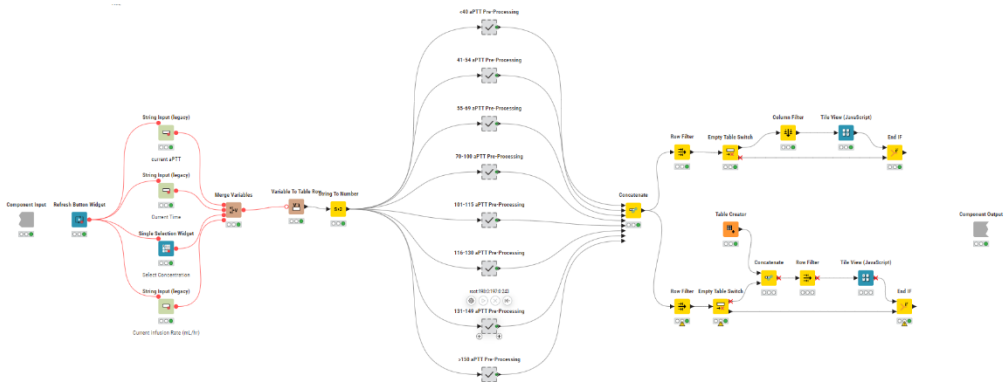 <40 aPTT Pre-Processing
41-54 aPTT Pre-Processing
String Input (legacy)
current aPTT
55-69 aPTT Pre-Processing
Column Filter
Tile View (JavaScript)
End IF
Row Filter
Empty Table Switch
70-100 aPTT Pre-Processing
String Input (legacy)
Current Time
Merge Variables
Variable To Table Row
String To Number
Concatenate
Component Input
Refresh Button Widget
101-115 aPTT Pre-Processing
Table Creator
Component Output
Single Selection Widget
Select Concentration
116-130 aPTT Pre-Processing
Concatenate
Row Filter
Tile View (JavaScript)
String Input (legacy)
Current Infusion Rate (mL/hr)
Row Filter
Empty Table Switch
End IF
131-149 aPTT Pre-Processing
>150 aPTT Pre-Processing